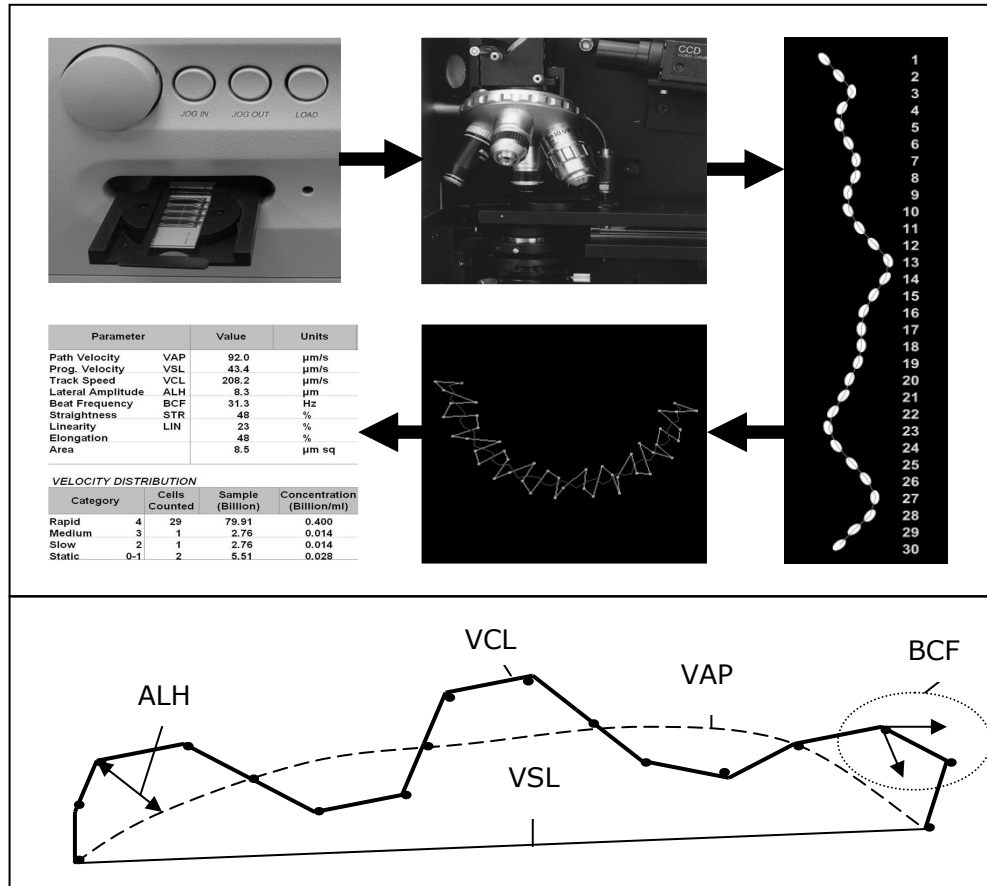 JOG IN JOG OUT LOAD
CCD
VIDEO CAMERA
1
2
3
4
5
6
7
8
9
10
11
12
13
14
15
16
17
18
19
20
21
22
23
24
25
26
27
28
29
30
Parameter Value Units
Path Velocity VAP 92.0 µm/s
Prog. Velocity VSL 43.4 µm/s
Track Speed VCL 208.2 µm/s
Lateral Amplitude ALH 8.3 µm
Beat Frequency BCF 31.3 Hz
Straightness STR 48 %
Linearity LIN 23 %
Elongation 48 %
Area 8.5 µm sq
VELOCITY DISTRIBUTION
Category Cells Counted Sample (Billion) Concentration (Billion/ml)
Rapid 4 29 79.91 0.400
Medium 3 1 2.76 0.014
Slow 2 1 2.76 0.014
Static 0-1 2 5.51 0.028
VCL
BCF
VAP
ALH
VSL